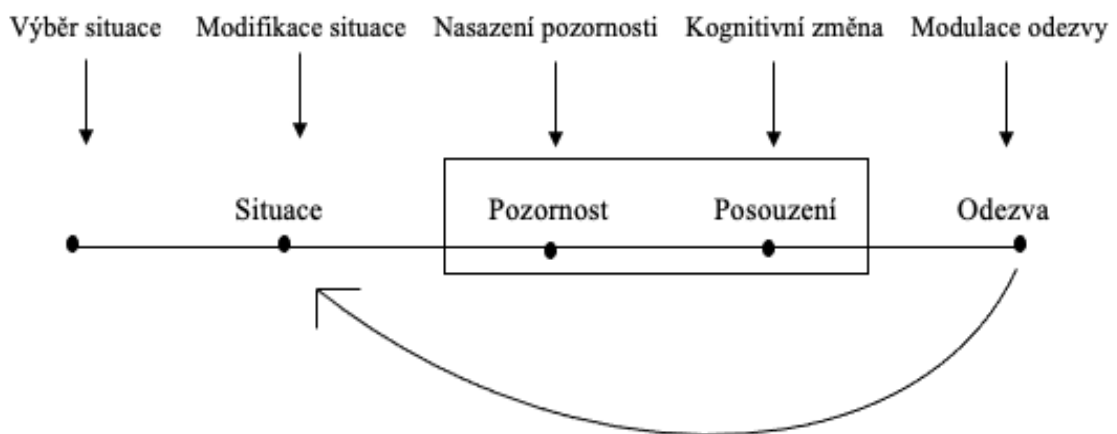 Výběr situace Modifikace situace Nasazení pozornosti Kognitivní změna Modulace odezvy
Situace Pozornost Posouzení Odezva